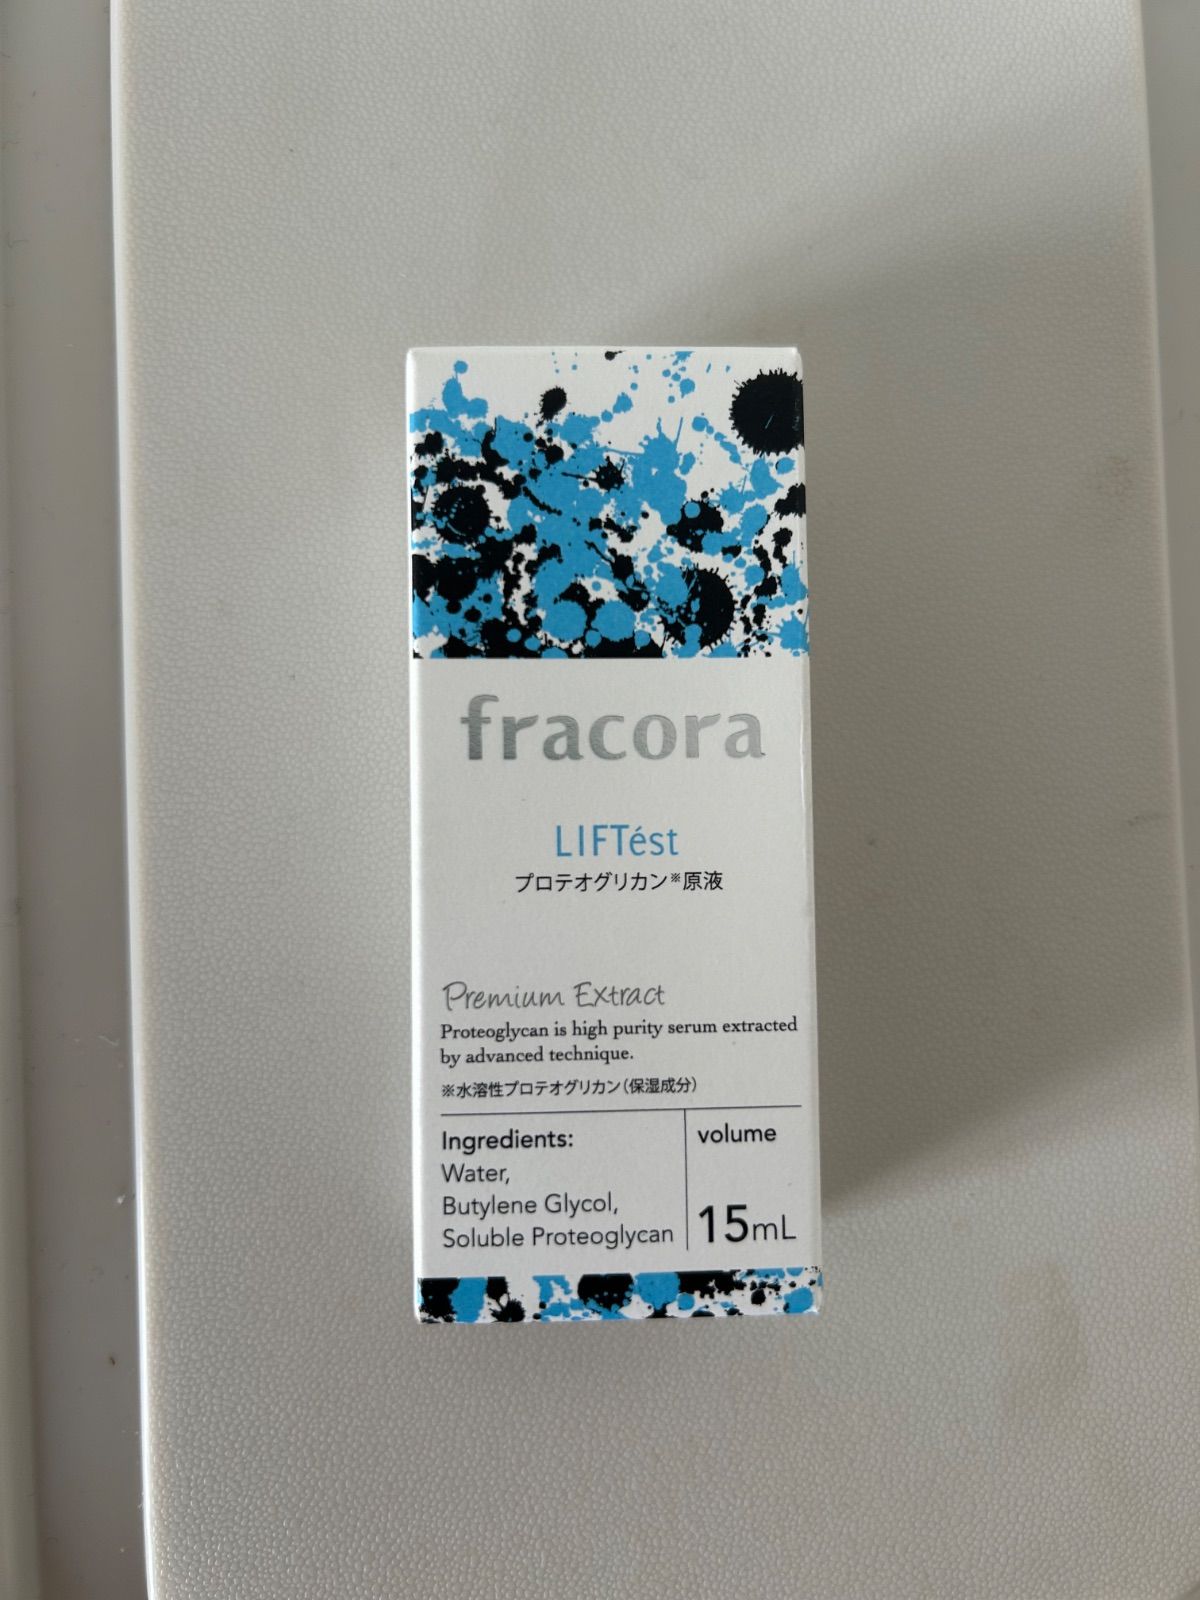 fracora
LIFTést
プロテオグリカン※原液
Premium Extract
Proteoglycan is high purity serum extracted
by advanced technique.
※水溶性プロテオグリカン(保湿成分)
Ingredients:
Water,
Butylene Glycol,
Soluble Proteoglycan
volume
15mL